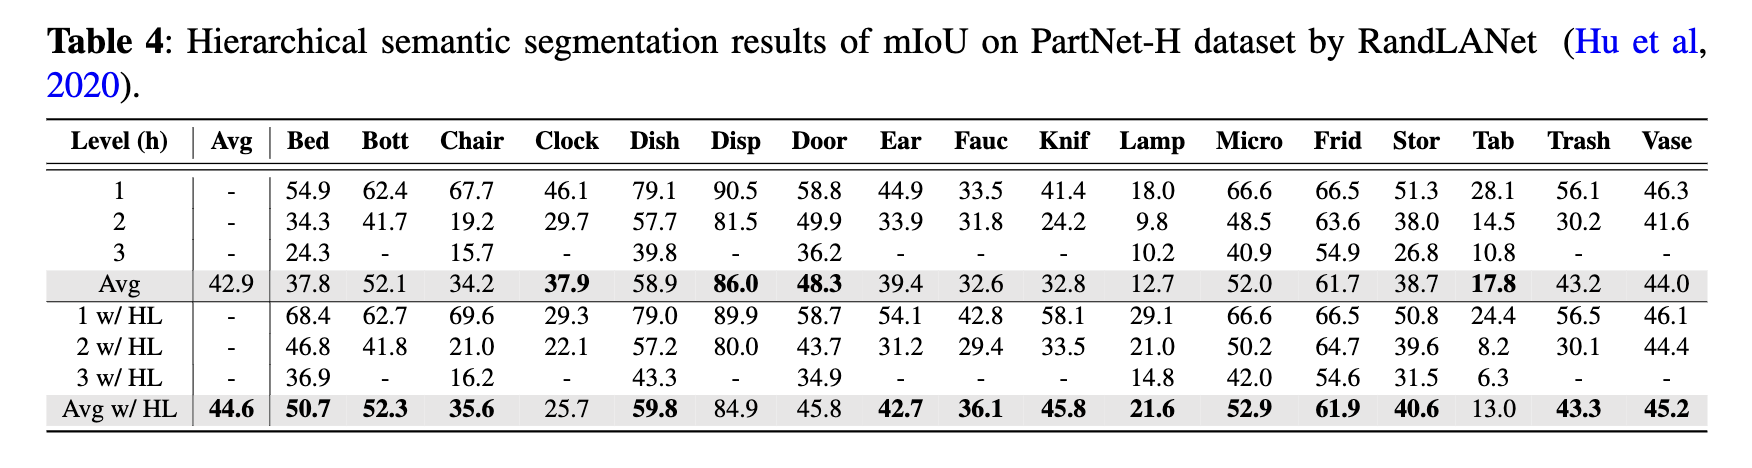 Table 4: Hierarchical semantic segmentation results of mIoU on PartNet-H dataset by RandLANet (Hu et al,
2020).
Level (h) Avg Bed Bott Chair Clock Dish Disp Door Ear Fauc Knif Lamp Micro Frid Stor Tab Trash Vase
1 - 54.9 62.4 67.7 46.1 79.1 90.5 58.8 44.9 33.5 41.4 18.0 66.6 66.5 51.3 28.1 56.1 46.3
2 - 34.3 41.7 19.2 29.7 57.7 81.5 49.9 33.9 31.8 24.2 9.8 48.5 63.6 38.0 14.5 30.2 41.6
3 - 24.3 - 15.7 - 39.8 - 36.2 - - - 10.2 40.9 54.9 26.8 10.8 - -
Avg 42.9 37.8 52.1 34.2 37.9 58.9 86.0 48.3 39.4 32.6 32.8 12.7 52.0 61.7 38.7 17.8 43.2 44.0
1 w/ HL - 68.4 62.7 69.6 29.3 79.0 89.9 58.7 54.1 42.8 58.1 29.1 66.6 66.5 50.8 24.4 56.5 46.1
2 w/ HL - 46.8 41.8 21.0 22.1 57.2 80.0 43.7 31.2 29.4 33.5 21.0 50.2 64.7 39.6 8.2 30.1 44.4
3 w/ HL - 36.9 - 16.2 - 43.3 - 34.9 - - - 14.8 42.0 54.6 31.5 6.3 - -
Avg w/ HL 44.6 50.7 52.3 35.6 25.7 59.8 84.9 45.8 42.7 36.1 45.8 21.6 52.9 61.9 40.6 13.0 43.3 45.2